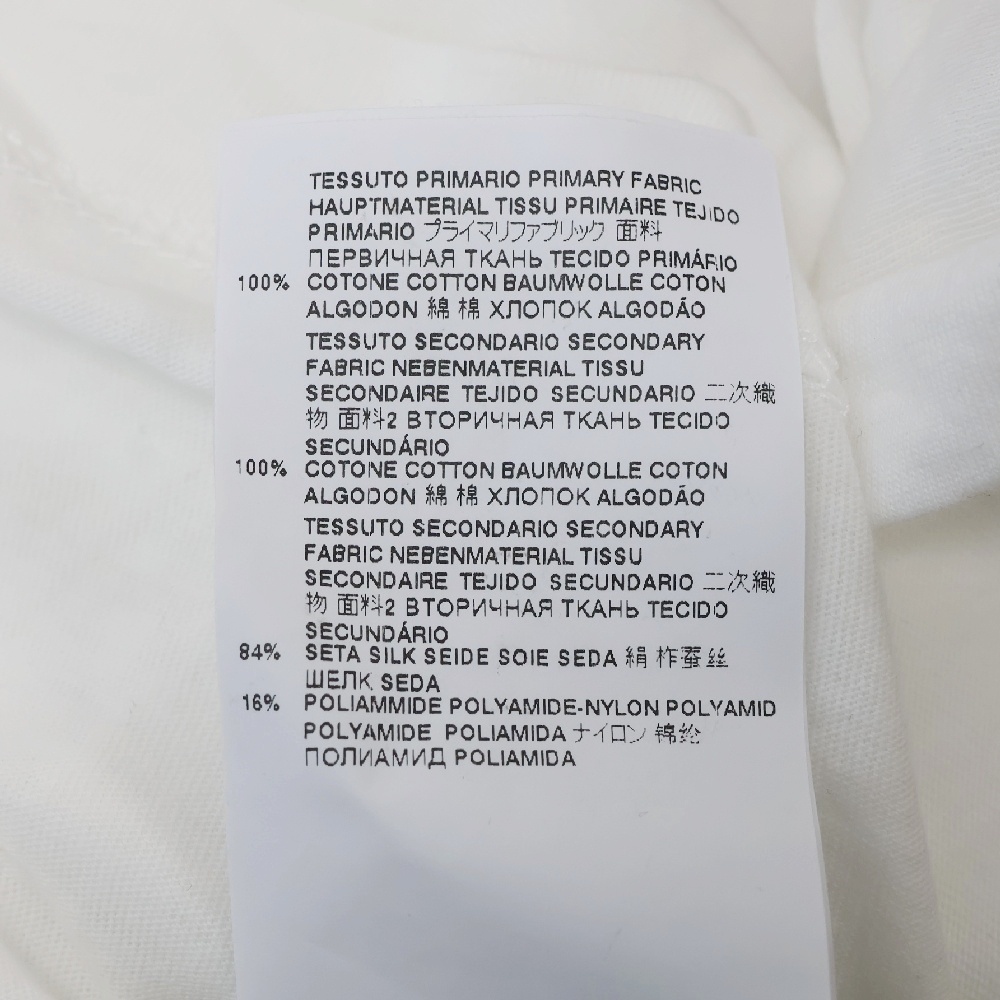 TESSUTO PRIMARIO PRIMARY FABRIC
HAUPTMATERIAL TISSU PRIMAIRE TEJIDO
PRIMARIO プライマリファブリック 面料
ПЕРВИЧНАЯ ТКАНЬ TECIDO PRIMÁRIO
100% COTONE COTTON BAUMWOLLE COTON
ALGODON 綿 棉 ХЛОПОК ALGODÃO
TESSUTO SECONDARIO SECONDARY
FABRIC NEBENMATERIAL TISSU
SECONDAIRE TEJIDO SECUNDARIO 二次織
物 面料2 ВТОРИЧНАЯ ТКАНЬ TECIDO
SECUNDÁRIO
100% COTONE COTTON BAUMWOLLE COTON
ALGODON 綿 棉 ХЛОПОК ALGODÃO
TESSUTO SECONDARIO SECONDARY
FABRIC NEBENMATERIAL TISSU
SECONDAIRE TEJIDO SECUNDARIO 二次織
物 面料2 ВТОРИЧНАЯ ТКАНЬ TECIDO
SECUNDÁRIO
84% SETA SILK SEIDE SOIE SEDA 絹 柞蚕丝
ШЕЛК SEDA
16% POLIAMMIDE POLYAMIDE-NYLON POLYAMID
POLYAMIDE POLIAMIDA ナイロン 锦纶
ПОЛИАМИД POLIAMIDA